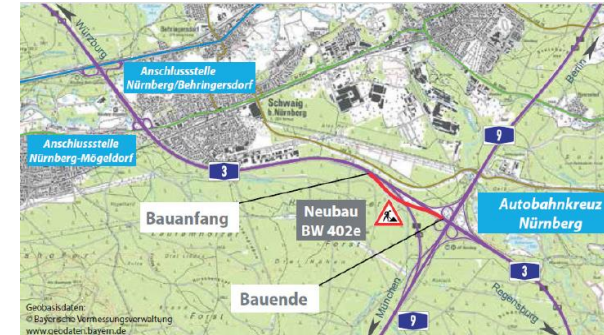 Würzburg
Behringersdorf
Anschlussstelle
Nürnberg/Behringersdorf
Berlin
Schwaig
b. Nürnberg
9
Anschlussstelle
Nürnberg-Mögeldorf
3
Bauanfang
Neubau
BW 402e
Autobahnkreuz
Nürnberg
Bauende
3
München
Regensburg
9
Geobasisdaten:
© Bayerische Vermessungsverwaltung
www.geodaten.bayern.de